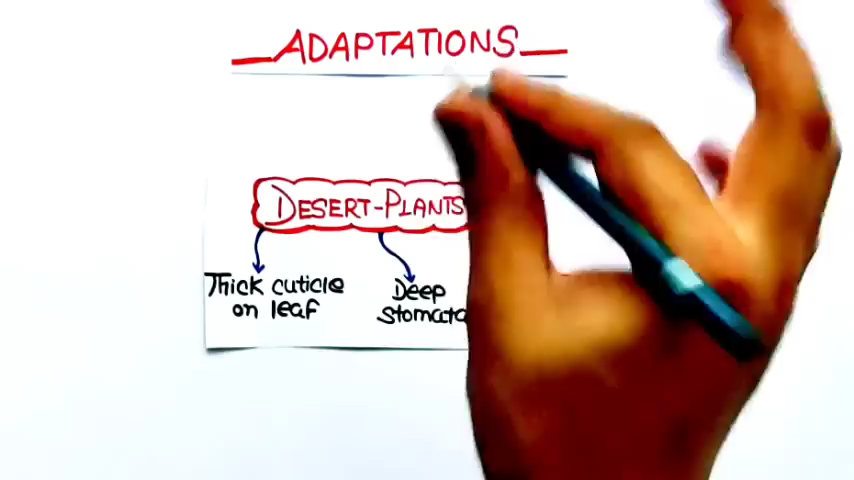 ADAPTATIONS
DESERT-PLANTS
Thick cuticle
on leaf
Deep
stomata